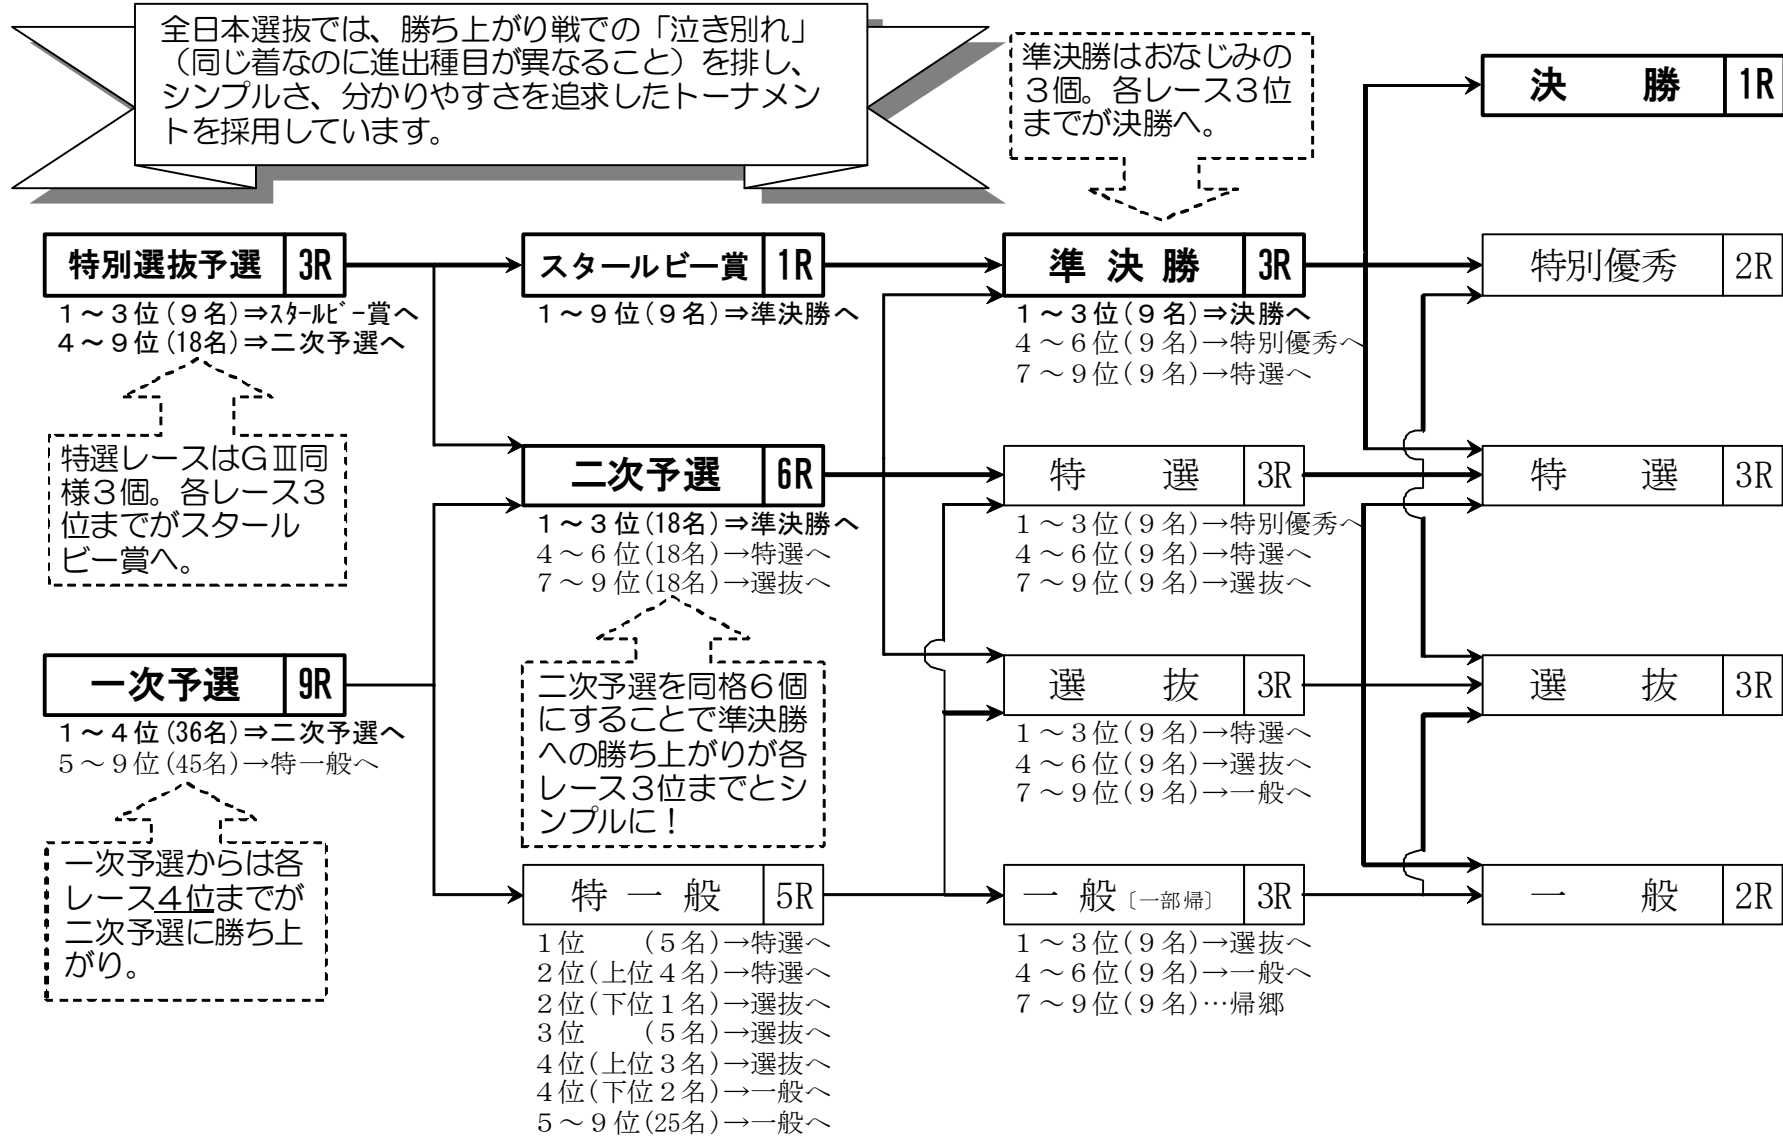 全日本選抜では、勝ち上がり戦での「泣き別れ」
（同じ着なのに進出種目が異なること）を排し、
シンプルさ、分かりやすさを追求したトーナメン
トを採用しています。
準決勝はおなじみの
３個。各レース３位
までが決勝へ。
決　勝 1R
特別選抜予選 3R
１～３位(９名)⇒スタールビー賞へ
４～９位(18名)⇒二次予選へ
特選レースはＧⅢ同
様３個。各レース３
位までがスタール
ビー賞へ。
一次予選 9R
１～４位(36名)⇒二次予選へ
５～９位(45名)→特一般へ
一次予選からは各
レース４位までが
二次予選に勝ち上
がり。
スタールビー賞 1R
１～９位(９名)⇒準決勝へ
二次予選 6R
１～３位(18名)⇒準決勝へ
４～６位(18名)→特選へ
７～９位(18名)→選抜へ
二次予選を同格６個
にすることで準決勝
への勝ち上がりが各
レース３位までとシ
ンプルに！
特一般 5R
１位　　(５名)→特選へ
２位(上位４名)→特選へ
２位(下位１名)→選抜へ
３位　　(５名)→選抜へ
４位(上位３名)→選抜へ
４位(下位２名)→一般へ
５～９位(25名)→一般へ
準決勝 3R
１～３位(９名)⇒決勝へ
４～６位(９名)→特別優秀へ
７～９位(９名)→特選へ
特　選 3R
１～３位(９名)→特別優秀へ
４～６位(９名)→特選へ
７～９位(９名)→選抜へ
選　抜 3R
１～３位(９名)→特選へ
４～６位(９名)→選抜へ
７～９位(９名)→一般へ
一般〔一部帰〕 3R
１～３位(９名)→選抜へ
４～６位(９名)→一般へ
７～９位(９名)…帰郷
特別優秀 2R
特　選 3R
選　抜 3R
一　般 2R